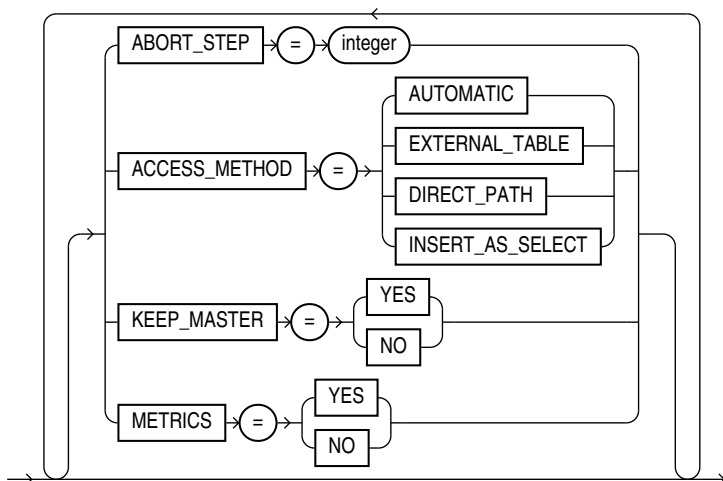 ABORT_STEP = integer
AUTOMATIC
EXTERNAL_TABLE
ACCESS_METHOD =
DIRECT_PATH
INSERT_AS_SELECT
YES
KEEP_MASTER =
NO
YES
METRICS =
NO